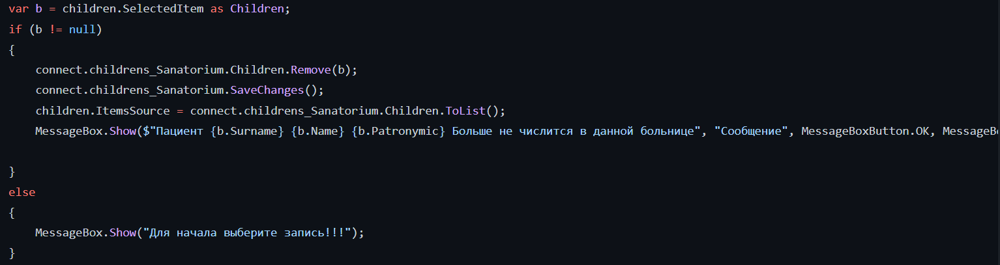 var b = children.SelectedItem as Children;
if (b != null)
{
    connect.childrens_Sanatorium.Children.Remove(b);
    connect.childrens_Sanatorium.SaveChanges();
    children.ItemsSource = connect.childrens_Sanatorium.Children.ToList();
    MessageBox.Show($"Пациент {b.Surname} {b.Name} {b.Patronymic} Больше не числится в данной больнице", "Сообщение", MessageBoxButton.OK,
}
else
{
    MessageBox.Show("Для начала выберите запись!!!");
}